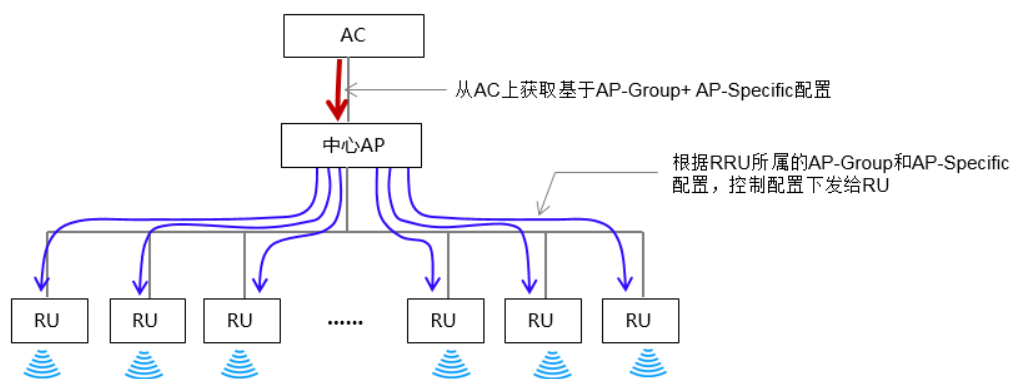 AC
从AC上获取基于AP-Group+ AP-Specific配置
中心AP
根据RRU所属的AP-Group和AP-Specific
配置，控制配置下发给RU
RU
RU
RU
......
RU
RU
RU